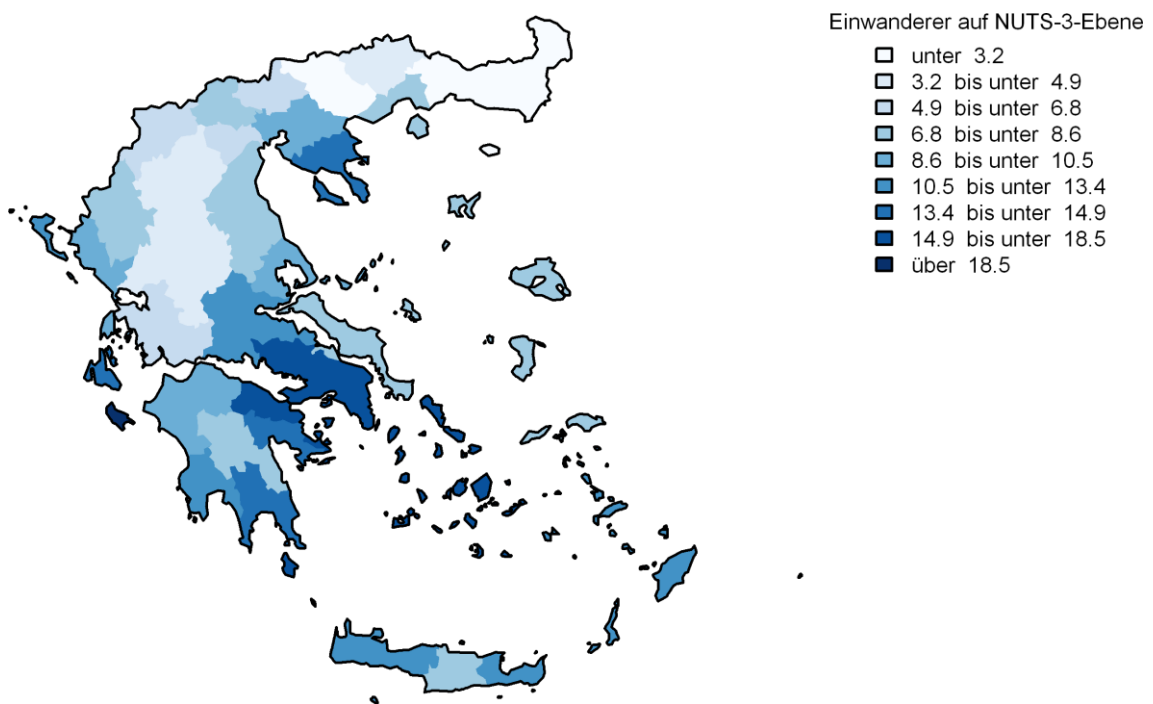 Einwanderer auf NUTS-3-Ebene
unter 3.2
3.2 bis unter 4.9
4.9 bis unter 6.8
6.8 bis unter 8.6
8.6 bis unter 10.5
10.5 bis unter 13.4
13.4 bis unter 14.9
14.9 bis unter 18.5
über 18.5